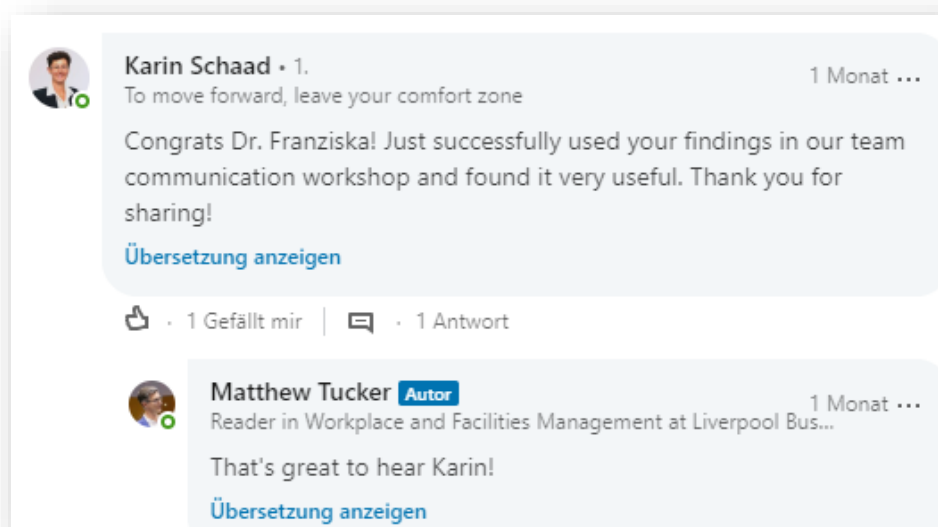 Karin Schaad • 1.
1 Monat ...
To move forward, leave your comfort zone
Congrats Dr. Franziska! Just successfully used your findings in our team
communication workshop and found it very useful. Thank you for
sharing!
Übersetzung anzeigen
· 1 Gefällt mir | · 1 Antwort
Matthew Tucker Autor
1 Monat ...
Reader in Workplace and Facilities Management at Liverpool Bus...
That's great to hear Karin!
Übersetzung anzeigen